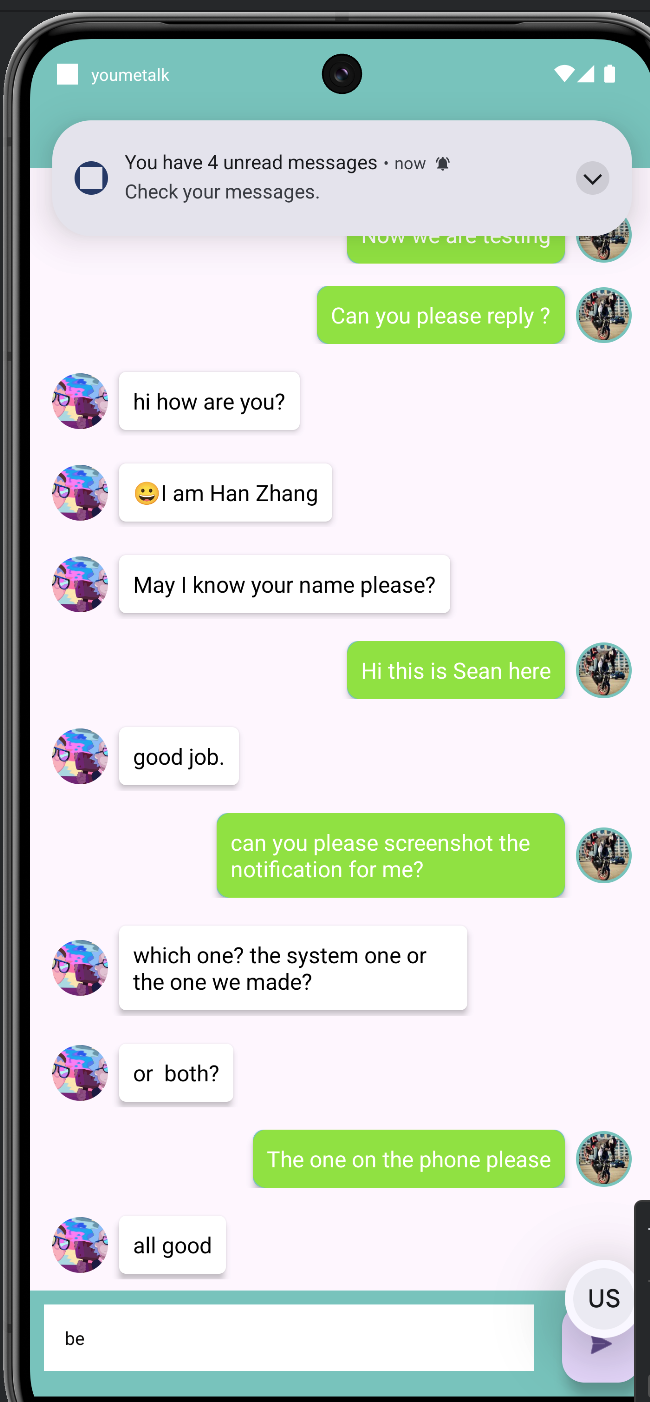 youmetalk
You have 4 unread messages • now
Check your messages.
Now we are testing
Can you please reply ?
hi how are you?
😀I am Han Zhang
May I know your name please?
Hi this is Sean here
good job.
can you please screenshot the
notification for me?
which one? the system one or
the one we made?
or  both?
The one on the phone please
all good
US
be